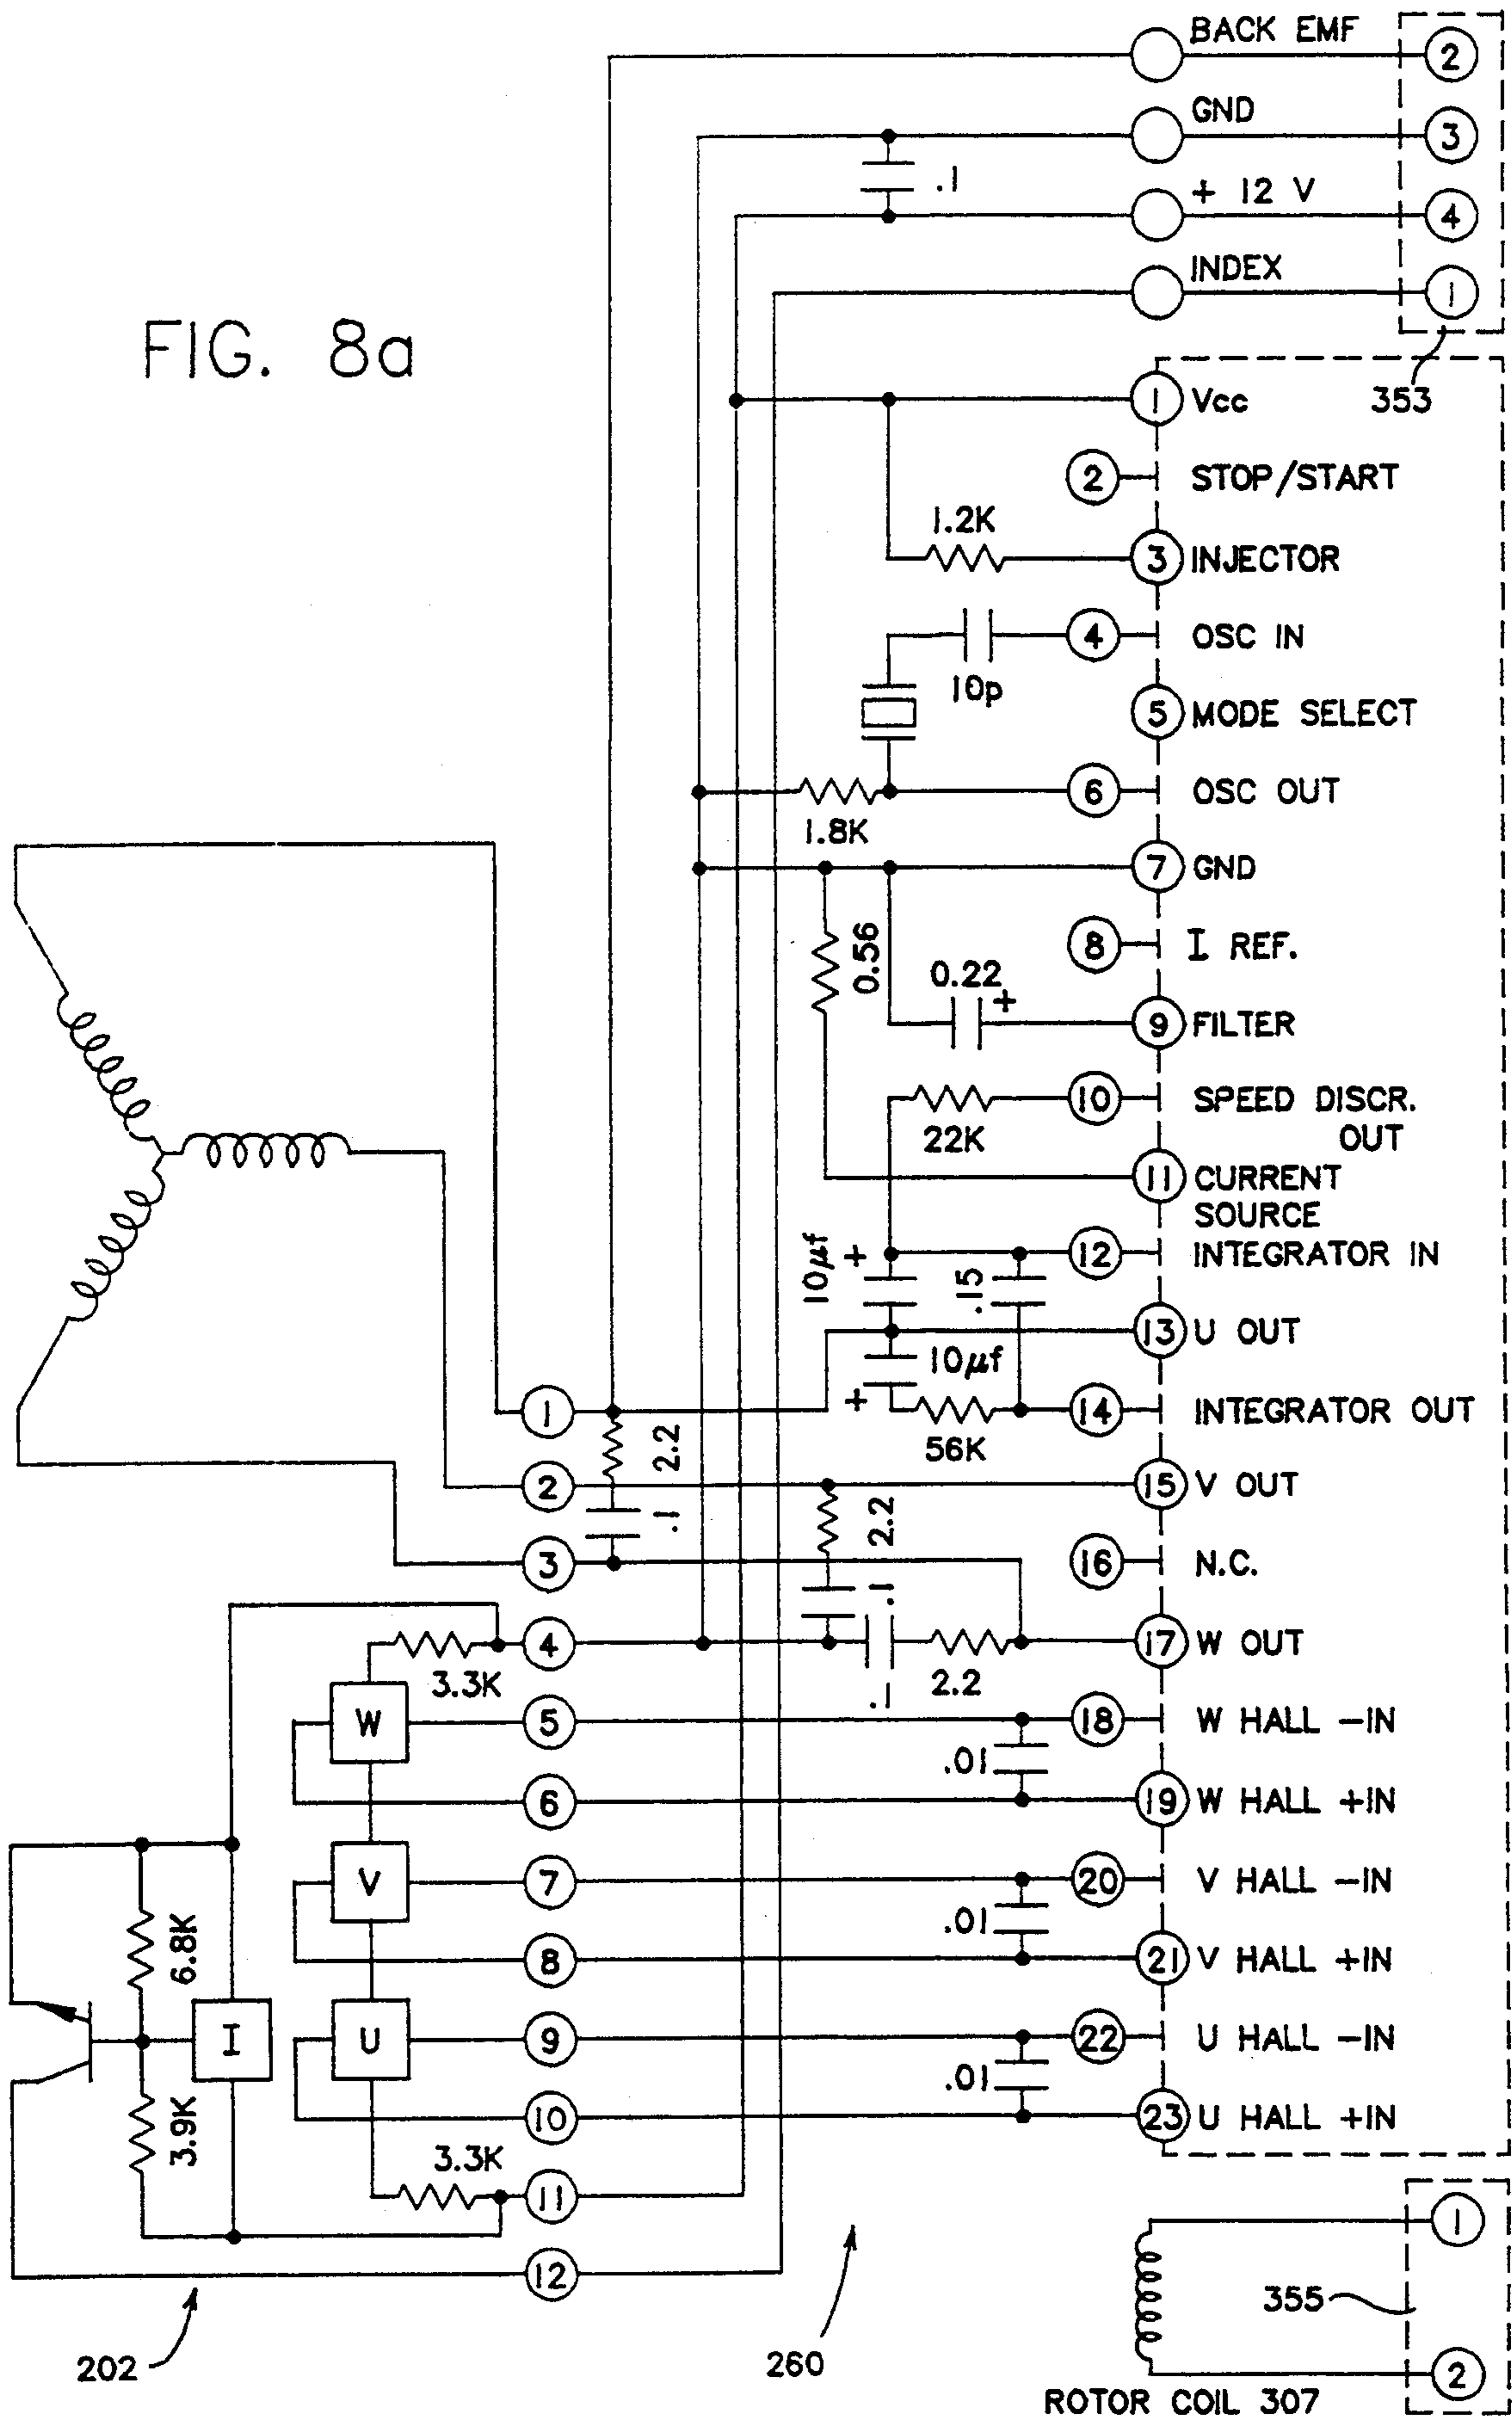 BACK EMF
2
GND
3
.1
+ 12 V
4
INDEX
1
FIG. 8a
353
1 Vcc
2 STOP/START
1.2K
3 INJECTOR
4 OSC IN
10p
5 MODE SELECT
6 OSC OUT
1.8K
7 GND
0.56
8 I REF.
0.22
+
9 FILTER
10 SPEED DISCR.
OUT
22K
11 CURRENT
SOURCE
10µf
+
.15
12 INTEGRATOR IN
13 U OUT
10µf
+
1
14 INTEGRATOR OUT
2.2
56K
2
15 V OUT
.1
2.2
3
16 N.C.
.1
4
17 W OUT
3.3K
.1
2.2
W
5
18 W HALL -IN
.01
6
19 W HALL +IN
V
7
20 V HALL -IN
6.8K
.01
8
21 V HALL +IN
I
U
9
22 U HALL -IN
.01
3.9K
10
23 U HALL +IN
3.3K
11
1
12
355
202
260
2
ROTOR COIL 307